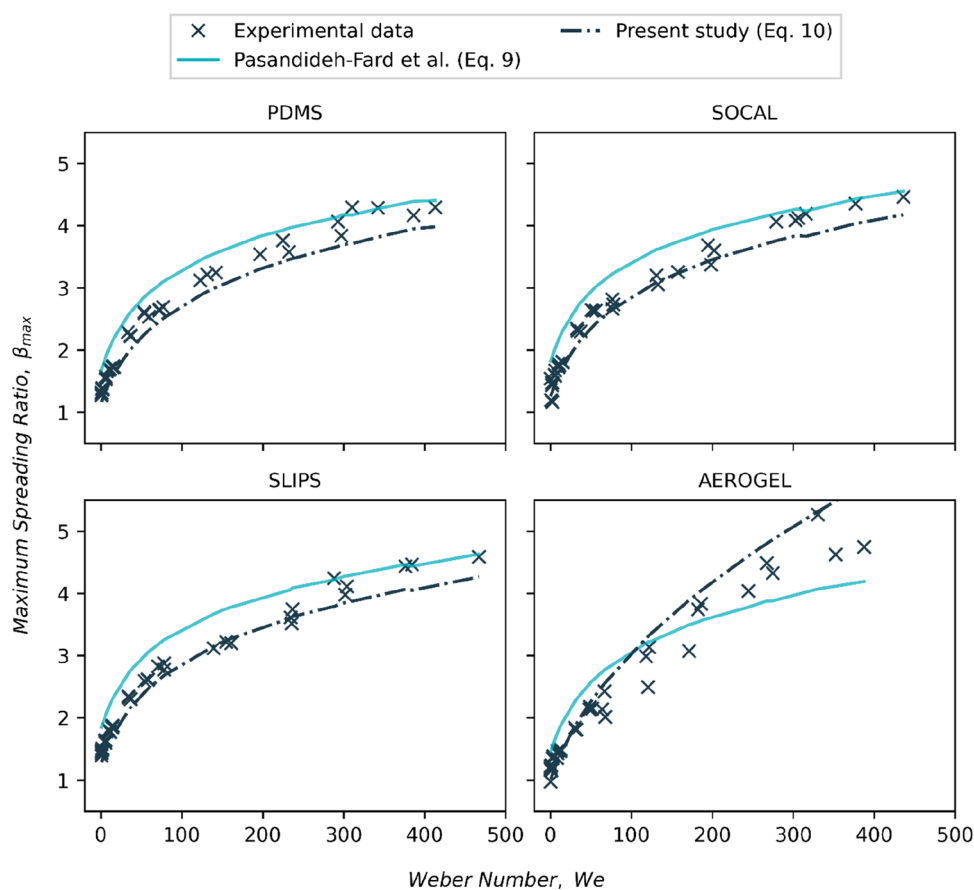 Experimental data
Pasandideh-Fard et al. (Eq. 9)
Present study (Eq. 10)
PDMS
SOCAL
5
4
3
2
1
SLIPS
AEROGEL
5
4
3
2
1
0 100 200 300 400 500
0 100 200 300 400 500
Maximum Spreading Ratio, βmax
Weber Number, We